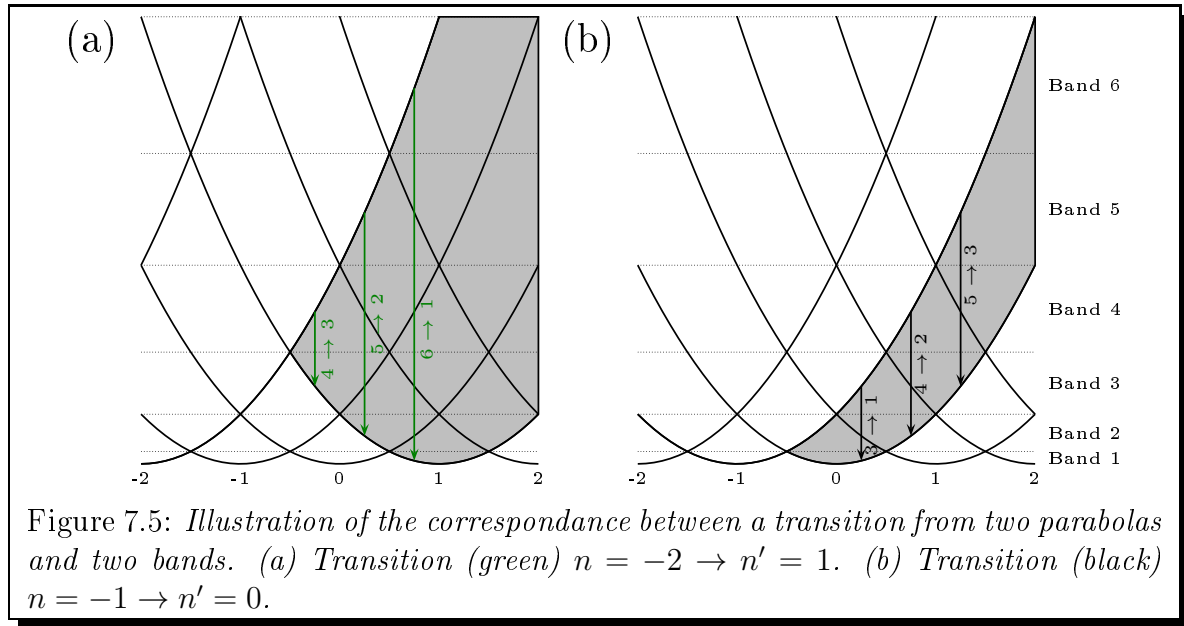 (a)
4 → 3
5 → 2
6 → 1
-2 -1 0 1 2
(b)
3 → 1
4 → 2
5 → 3
-2 -1 0 1 2
Band 6
Band 5
Band 4
Band 3
Band 2
Band 1
Figure 7.5: Illustration of the correspondance between a transition from two parabolas
and two bands. (a) Transition (green) n = −2 → n′ = 1. (b) Transition (black)
n = −1 → n′ = 0.